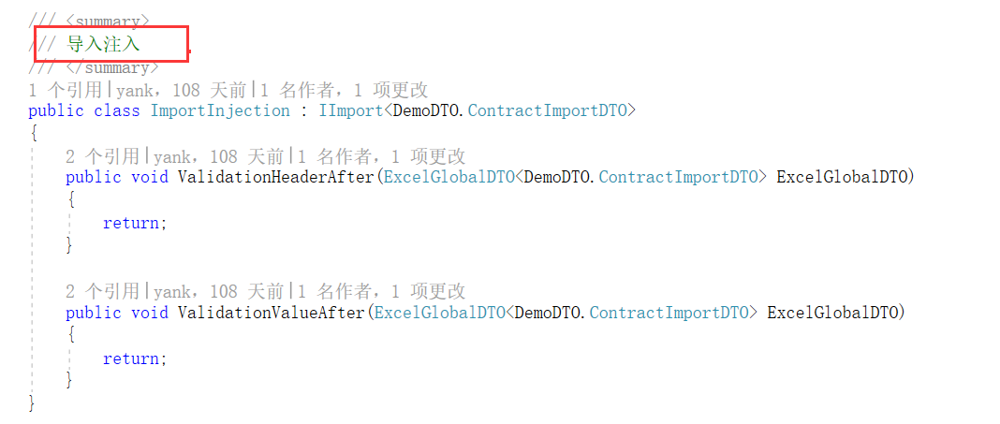 /// <summary>
/// 导入注入
/// </summary>
1 个引用|yank，108 天前|1 名作者，1 项更改
public class ImportInjection : IImport<DemoDTO.ContractImportDTO>
{
2 个引用|yank，108 天前|1 名作者，1 项更改
public void ValidationHeaderAfter(ExcelGlobalDTO<DemoDTO.ContractImportDTO> ExcelGlobalDTO)
{
return;
}
2 个引用|yank，108 天前|1 名作者，1 项更改
public void ValidationValueAfter(ExcelGlobalDTO<DemoDTO.ContractImportDTO> ExcelGlobalDTO)
{
return;
}
}